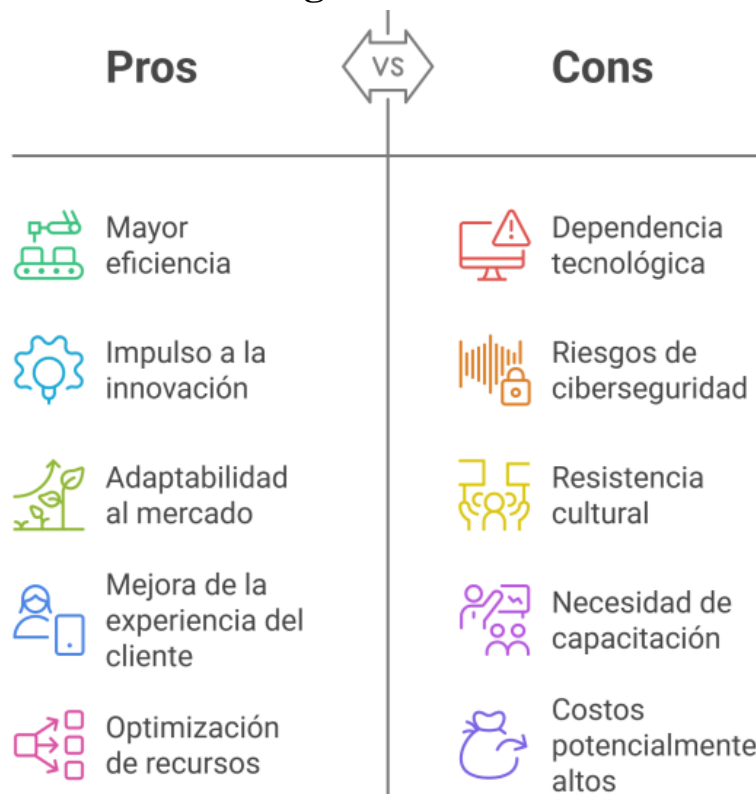 Pros
VS
Cons
Mayor
eficiencia
Dependencia
tecnológica
Impulso a la
innovación
Riesgos de
ciberseguridad
Adaptabilidad
al mercado
Resistencia
cultural
Mejora de la
experiencia del
cliente
Necesidad de
capacitación
Optimización
de recursos
Costos
potencialmente
altos